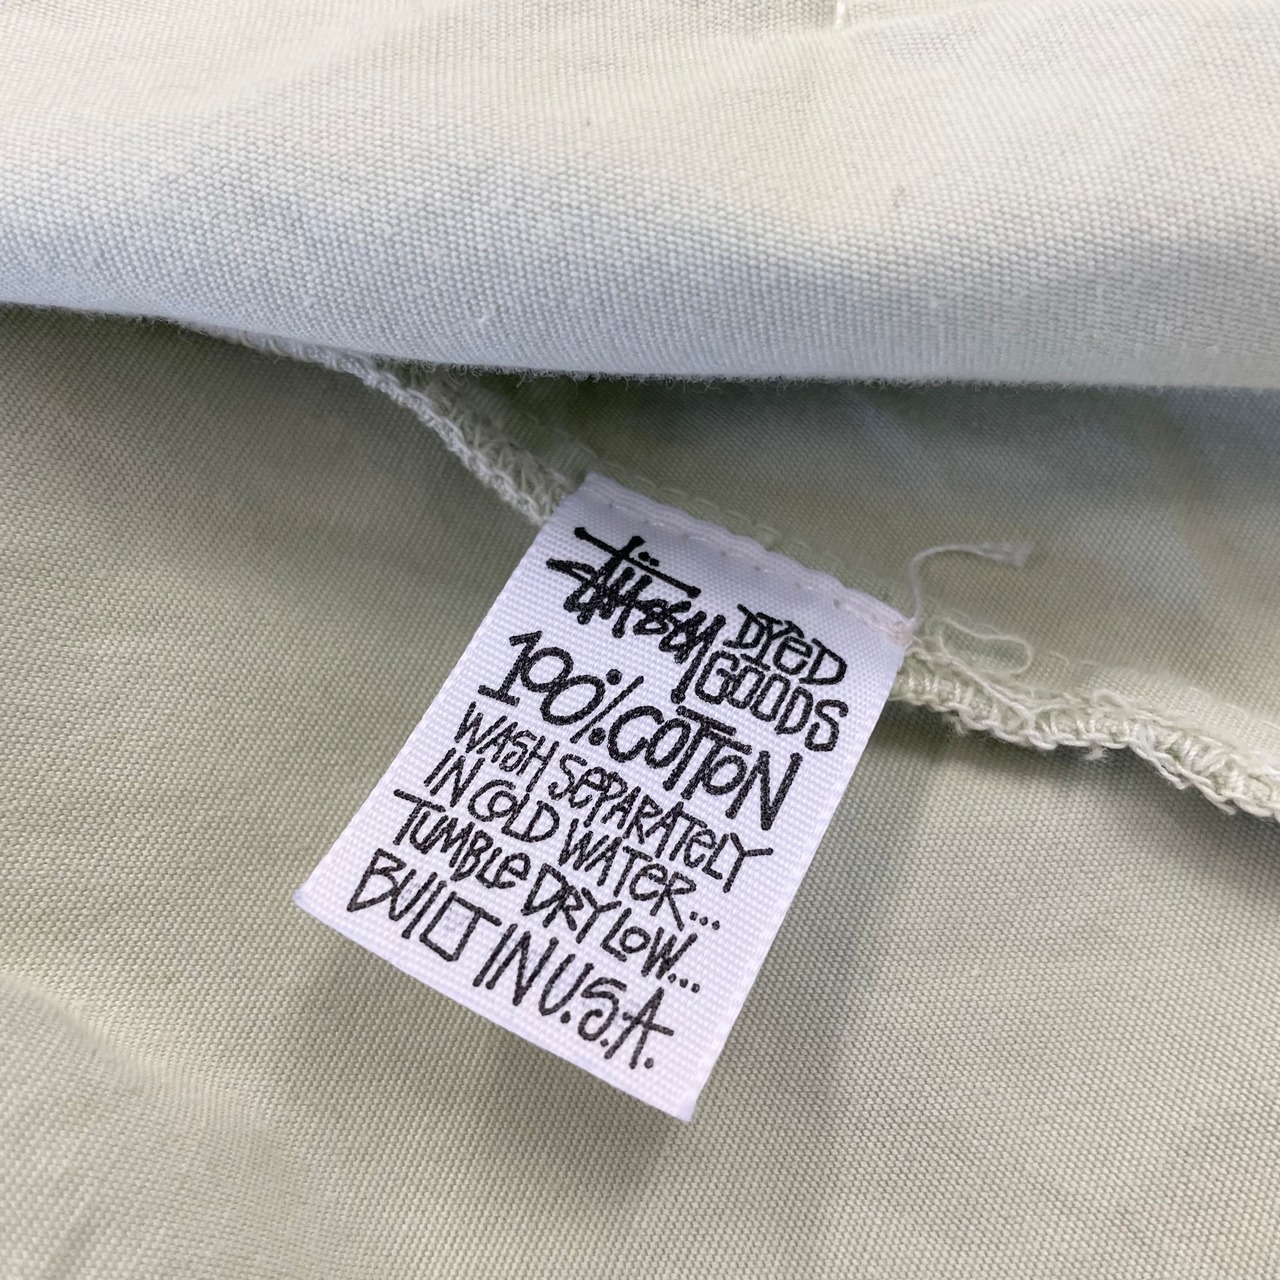 Stüssy DYED GOODS
100% COTTON
WASH SEPARATELY
IN COLD WATER...
TUMBLE DRY LOW...
BUILT IN U.S.A.